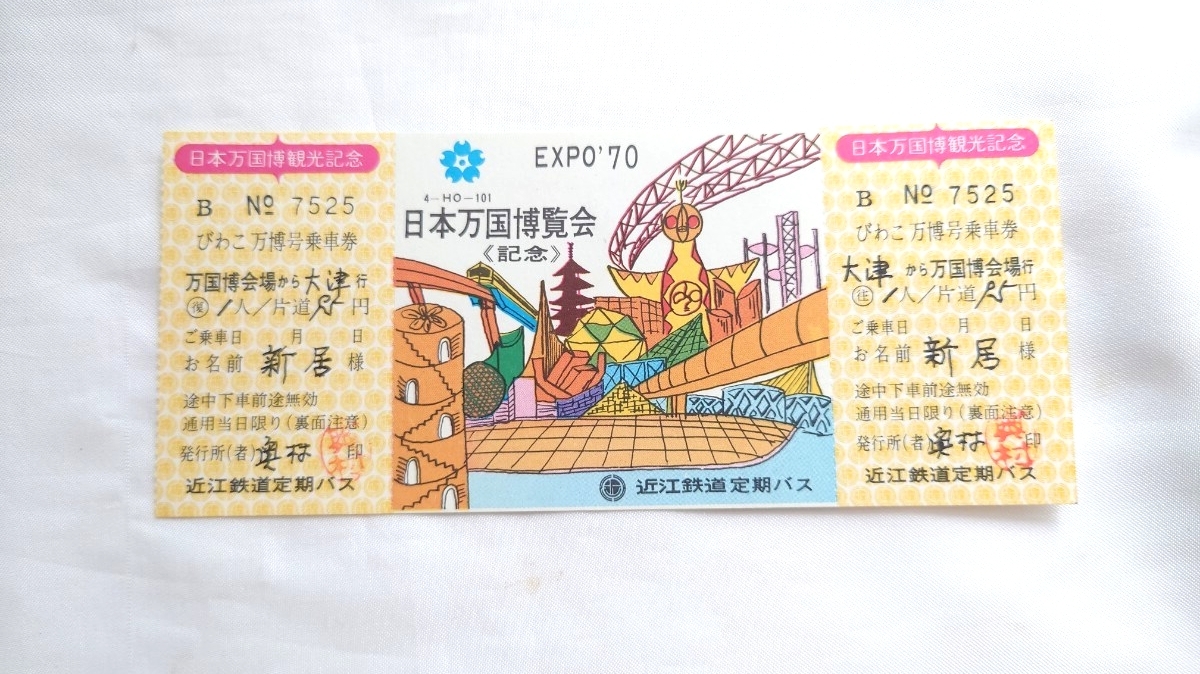 日本万国博観光記念
B № 7525
びわこ万博号乗車券
万国博会場から大津行
復 1人/片道 円
ご乗車日 月 日
お名前 新居 様
途中下車前途無効
通用当日限り(裏面注意)
発行所(者) 奥村 印
近江鉄道定期バス
EXPO'70
4-HO-101
日本万国博覧会
《記念》
近江鉄道定期バス
日本万国博観光記念
B № 7525
びわこ万博号乗車券
大津から万国博会場行
往 1人/片道 円
ご乗車日 月 日
お名前 新居 様
途中下車前途無効
通用当日限り(裏面注意)
発行所(者) 奥村 印
近江鉄道定期バス